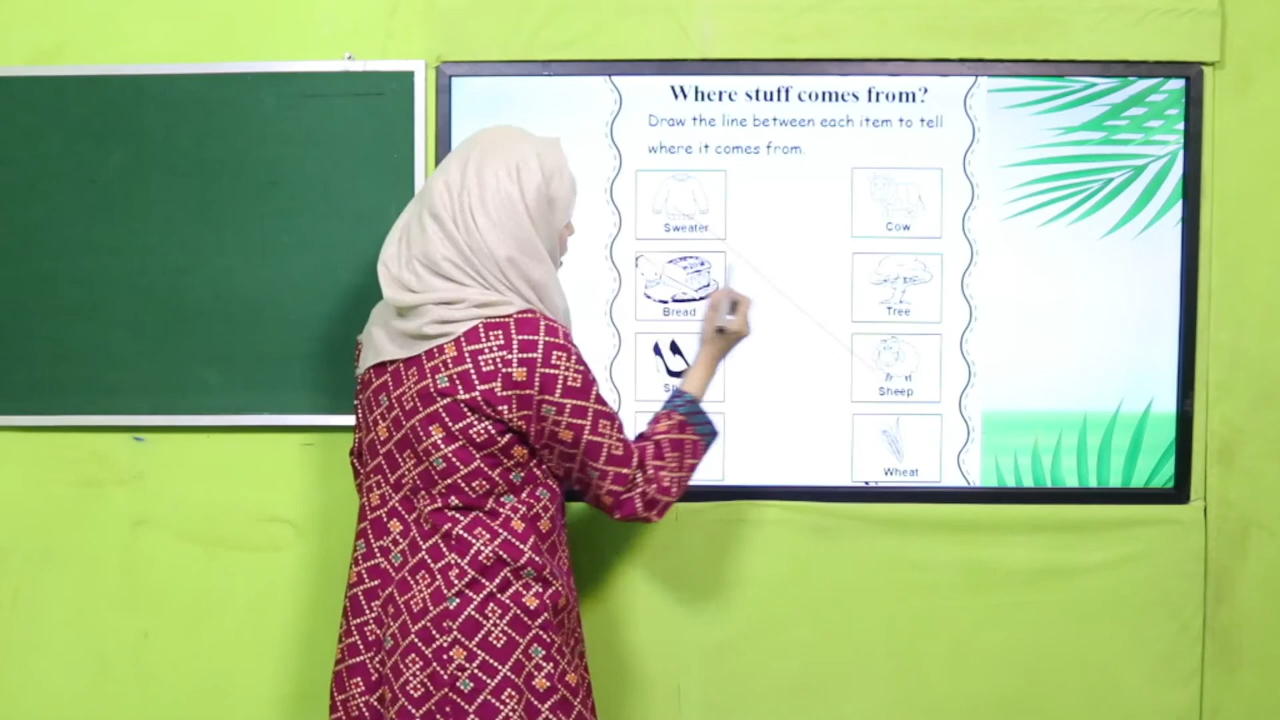 Where stuff comes from?
Draw the line between each item to tell
where it comes from.
Sweater
Cow
Bread
Tree
Sheep
Wheat